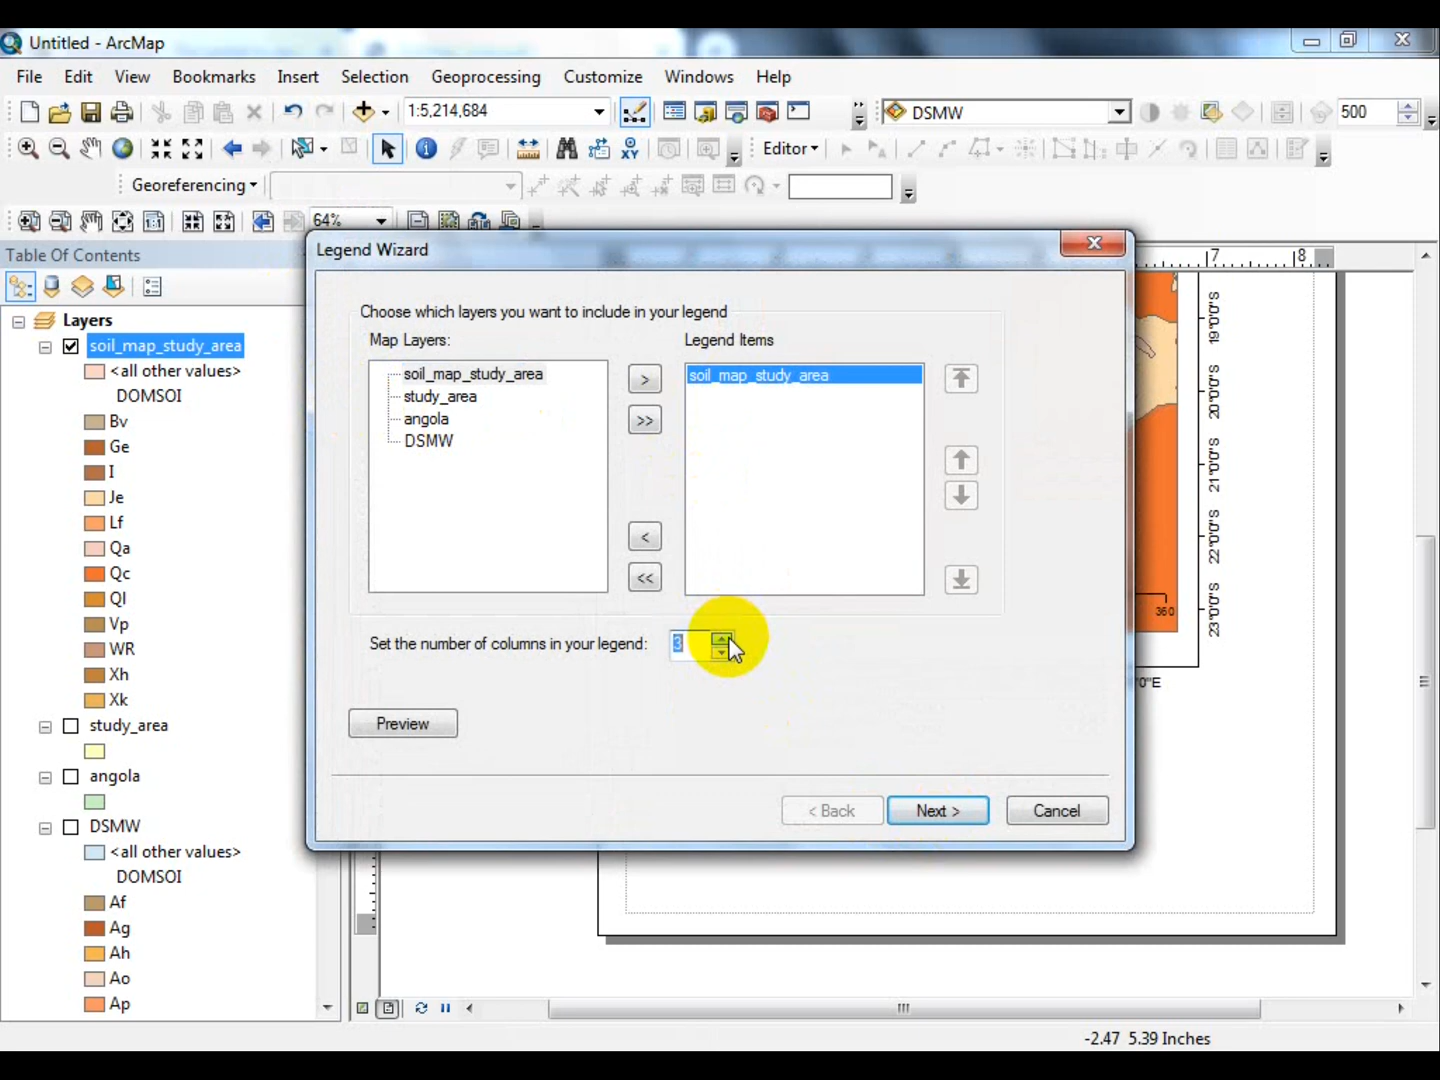 Untitled - ArcMap
File Edit View Bookmarks Insert Selection Geoprocessing Customize Windows Help
1:5,214,684 DSMW 500
Editor
Georeferencing
64%
Table Of Contents
Legend Wizard
7 8
Choose which layers you want to include in your legend
Map Layers: Legend Items
soil_map_study_area
study_area
angola
DSMW
>
>>
<
<<
soil_map_study_area
Set the number of columns in your legend: 3
Preview
< Back Next > Cancel
Layers
soil_map_study_area
<all other values>
DOMSOI
Bv
Ge
I
Je
Lf
Qa
Qc
Ql
Vp
WR
Xh
Xk
study_area
angola
DSMW
<all other values>
DOMSOI
Af
Ag
Ah
Ao
Ap
19°0'0"S
20°0'0"S
21°0'0"S
22°0'0"S
23°0'0"S
360
'0"E
-2.47 5.39 Inches